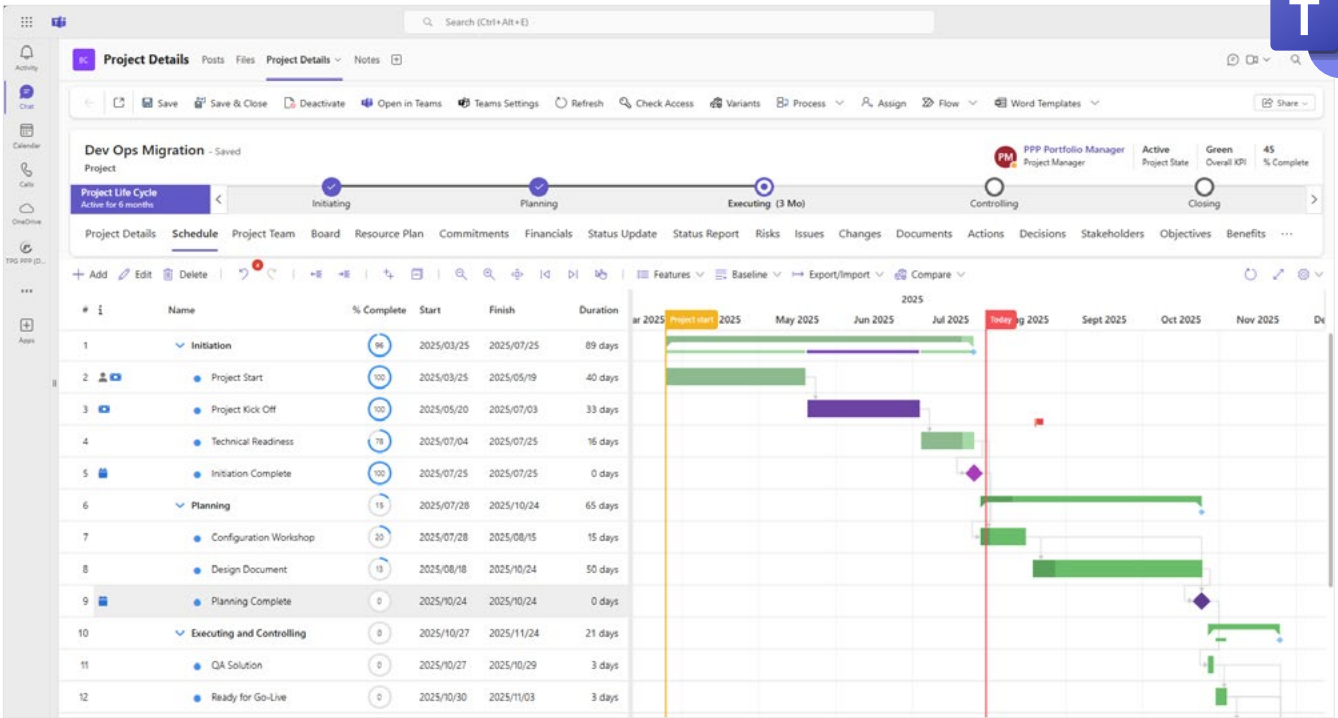 Search (Ctrl+Alt+E)
T
Activity
Chat
Calendar
Calls
OneDrive
TPG PPP (D...
Apps
BC Project Details Posts Files Project Details Notes
Save Save & Close Deactivate Open in Teams Teams Settings Refresh Check Access Variants Process Assign Flow Word Templates Share
Dev Ops Migration - Saved
Project
PM PPP Portfolio Manager
Project Manager
Active
Project State
Green
Overall KPI
45
% Complete
Project Life Cycle
Active for 6 months
Initiating Planning Executing (3 Mo) Controlling Closing
Project Details Schedule Project Team Board Resource Plan Commitments Financials Status Update Status Report Risks Issues Changes Documents Actions Decisions Stakeholders Objectives Benefits ...
Add Edit Delete Features Baseline Export/Import Compare
# i Name % Complete Start Finish Duration
2025
ar 2025 Project start 2025 May 2025 Jun 2025 Jul 2025 Today g 2025 Sept 2025 Oct 2025 Nov 2025 De
1 Initiation 96 2025/03/25 2025/07/25 89 days
2 Project Start 100 2025/03/25 2025/05/19 40 days
3 Project Kick Off 100 2025/05/20 2025/07/03 33 days
4 Technical Readiness 78 2025/07/04 2025/07/25 16 days
5 Initiation Complete 100 2025/07/25 2025/07/25 0 days
6 Planning 15 2025/07/28 2025/10/24 65 days
7 Configuration Workshop 20 2025/07/28 2025/08/15 15 days
8 Design Document 13 2025/08/18 2025/10/24 50 days
9 Planning Complete 0 2025/10/24 2025/10/24 0 days
10 Executing and Controlling 0 2025/10/27 2025/11/24 21 days
11 QA Solution 0 2025/10/27 2025/10/29 3 days
12 Ready for Go-Live 0 2025/10/30 2025/11/03 3 days